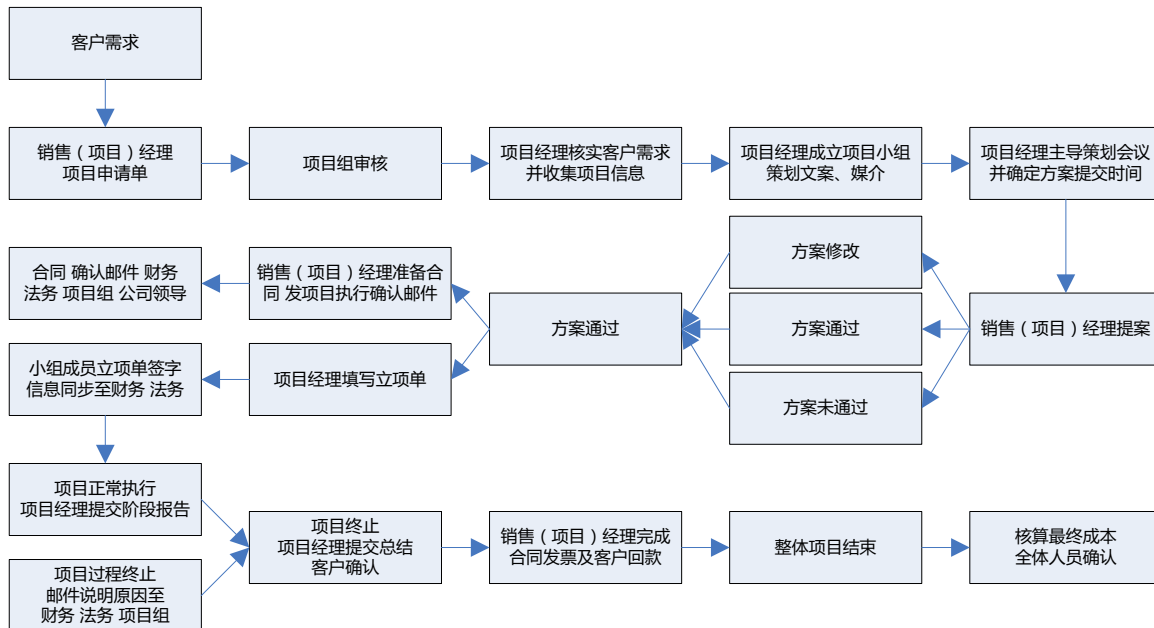 客户需求
销售（项目）经理
项目申请单
项目组审核
项目经理核实客户需求
并收集项目信息
项目经理成立项目小组
策划文案、媒介
项目经理主导策划会议
并确定方案提交时间
合同 确认邮件 财务
法务 项目组 公司领导
销售（项目）经理准备合
同 发项目执行确认邮件
方案通过
方案修改
方案通过
方案未通过
销售（项目）经理提案
小组成员立项单签字
信息同步至财务 法务
项目经理填写立项单
项目正常执行
项目经理提交阶段报告
项目过程终止
邮件说明原因至
财务 法务 项目组
项目终止
项目经理提交总结
客户确认
销售（项目）经理完成
合同发票及客户回款
整体项目结束
核算最终成本
全体人员确认